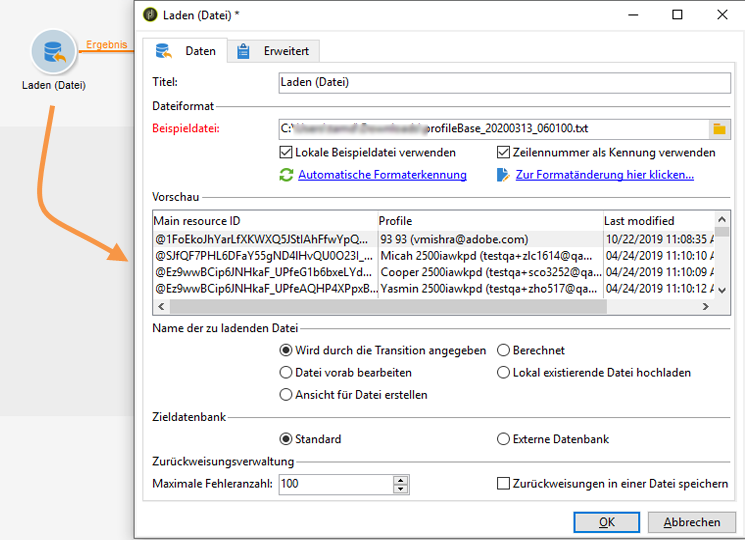 Laden (Datei) *
Ergebnis
Laden (Datei)
Daten
Erweitert
Titel:
Laden (Datei)
Dateiformat
Beispieldatei:
C:\ profileBase_20200313_060100.txt
Lokale Beispieldatei verwenden
Zeilennummer als Kennung verwenden
Automatische Formaterkennung
Zur Formatänderung hier klicken...
Vorschau
Main resource ID Profile Last modified
@1FoEkoJhYarLfXKWXQ5JStIAhFfwYpQ... 93 93 (vmishra@adobe.com) 10/22/2019 11:08:35 A
@SJfQF7PHL6DFaY55gND4IHvQU0O23l_... Micah 2500iawkpd (testqa+zlc1614@qa... 04/24/2019 11:10:10 A
@Ez9wwBCip6JNHkaF_UPfeG1b6bxeLYd... Cooper 2500iawkpd (testqa+sco3252@qa... 04/24/2019 11:10:09 A
@Ez9wwBCip6JNHkaF_UPfeAQHP4XPpxB... Yasmin 2500iawkpd (testqa+zho517@qa... 04/24/2019 11:10:12 A
Name der zu ladenden Datei
Wird durch die Transition angegeben
Berechnet
Datei vorab bearbeiten
Lokal existierende Datei hochladen
Ansicht für Datei erstellen
Zieldatenbank
Standard
Externe Datenbank
Zurückweisungsverwaltung
Maximale Fehleranzahl: 100
Zurückweisungen in einer Datei speichern
OK
Abbrechen